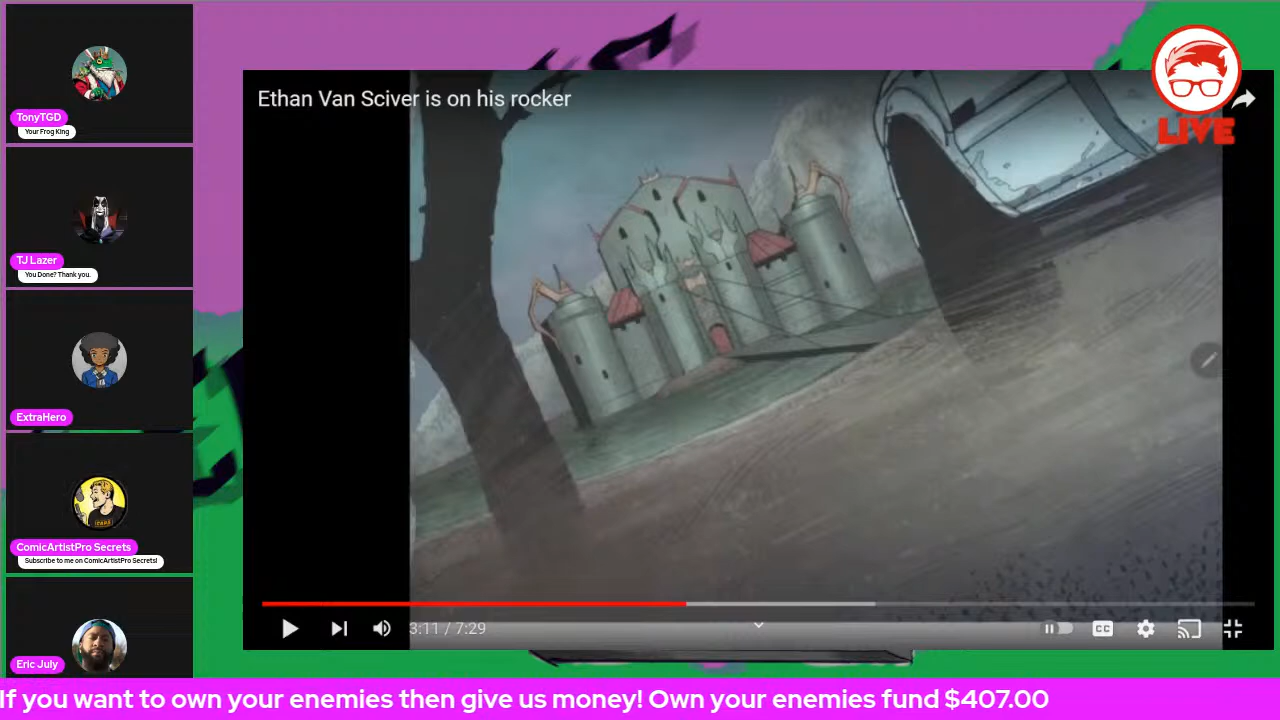 TonyTGD
Your Frog King
TJ Lazer
You Done? Thank you.
ExtraHero
ComicArtistPro Secrets
Subscribe to me on ComicArtistPro Secrets!
Eric July
Ethan Van Sciver is on his rocker
LIVE
3:11 / 7:29
CC
If you want to own your enemies then give us money! Own your enemies fund $407.00